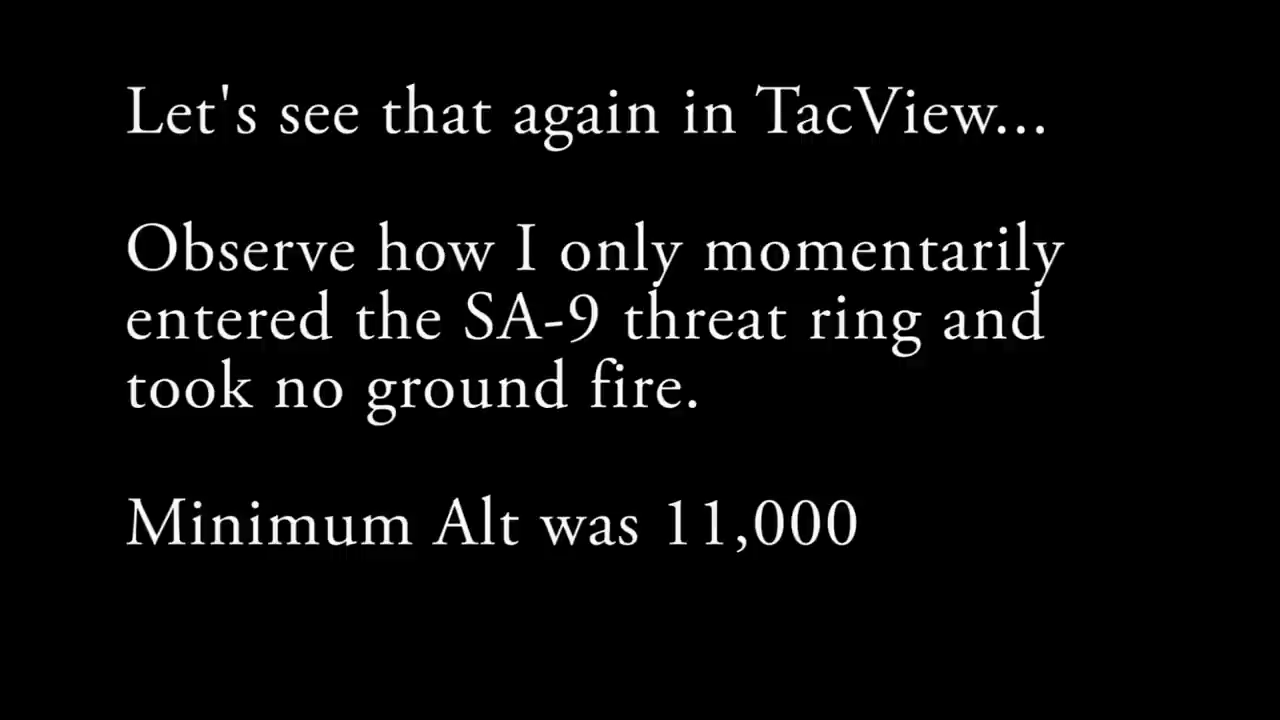 Let's see that again in TacView...
Observe how I only momentarily
entered the SA-9 threat ring and
took no ground fire.
Minimum Alt was 11,000